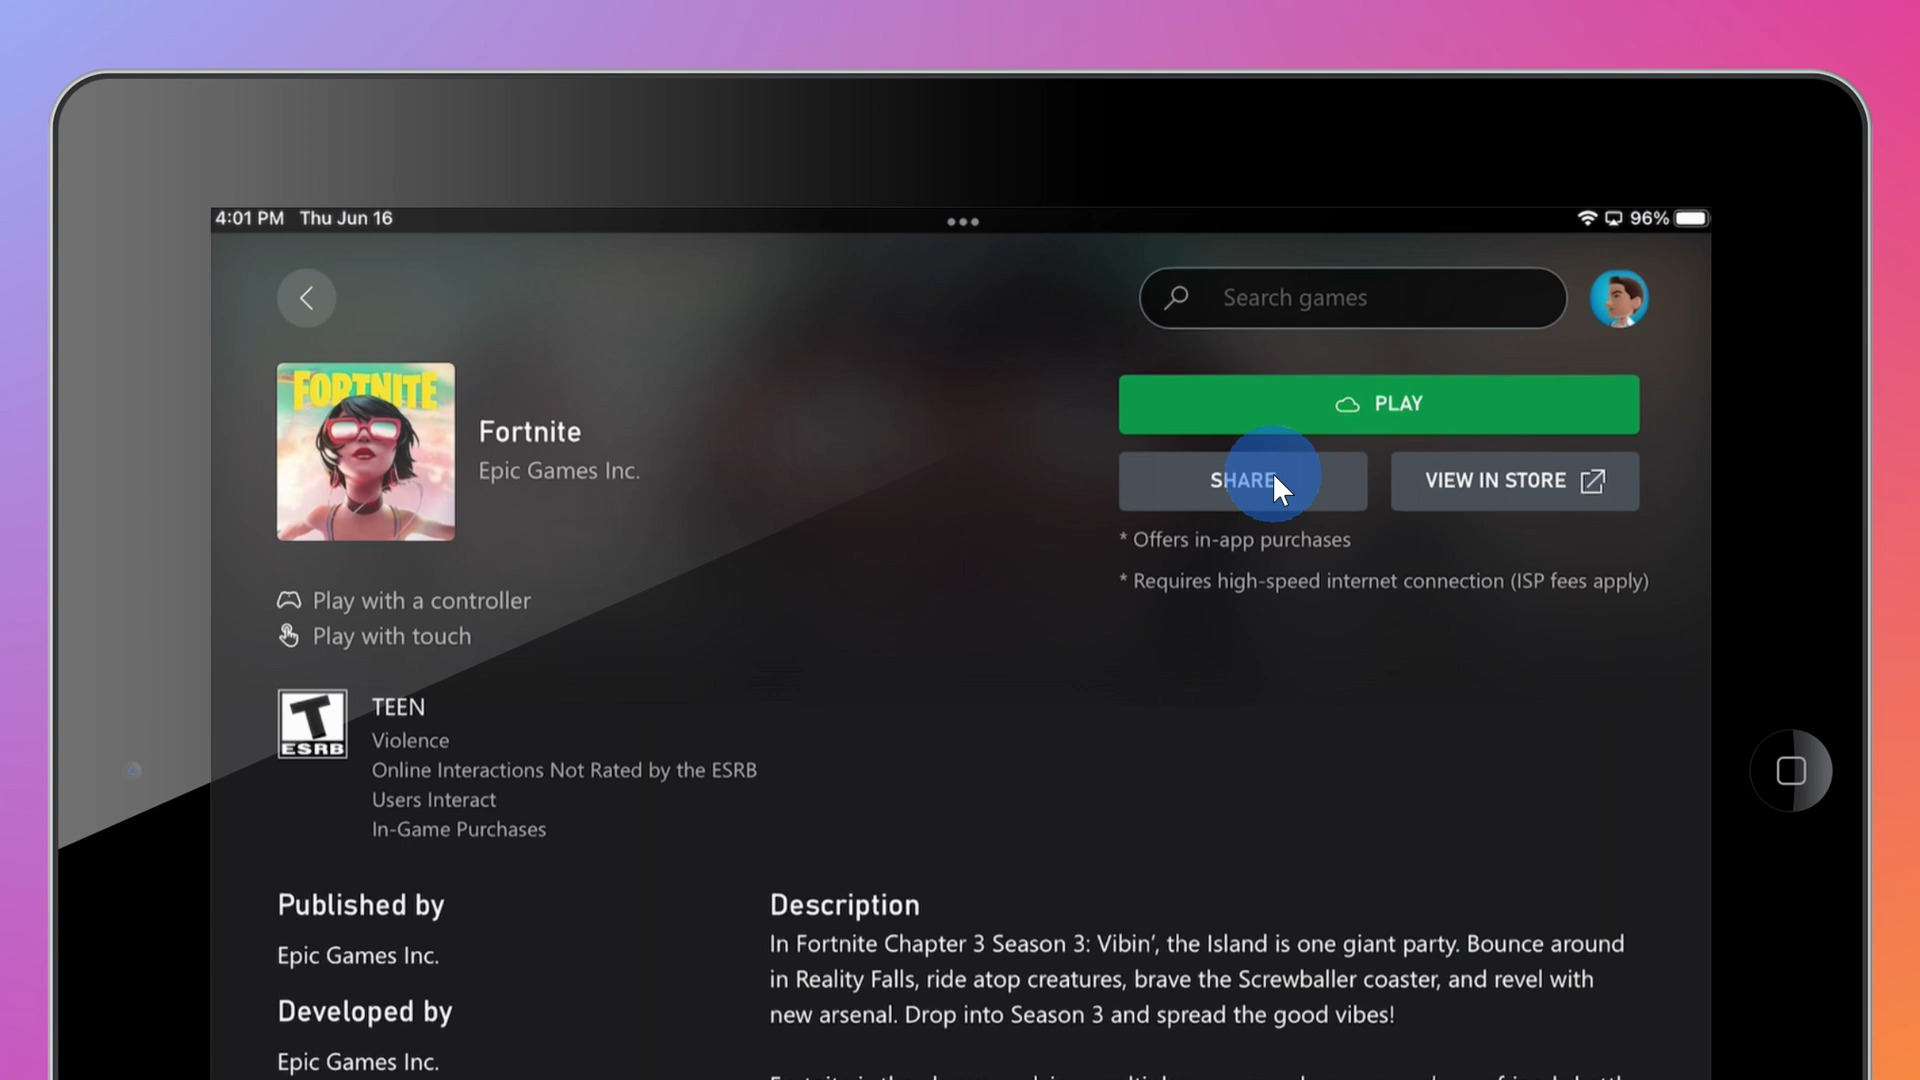 4:01 PM Thu Jun 16
96%
Search games
FORTNITE
Fortnite
Epic Games Inc.
PLAY
SHARE
VIEW IN STORE
* Offers in-app purchases
* Requires high-speed internet connection (ISP fees apply)
Play with a controller
Play with touch
T
ESRB
TEEN
Violence
Online Interactions Not Rated by the ESRB
Users Interact
In-Game Purchases
Published by
Epic Games Inc.
Developed by
Epic Games Inc.
Description
In Fortnite Chapter 3 Season 3: Vibin’, the Island is one giant party. Bounce around
in Reality Falls, ride atop creatures, brave the Screwballer coaster, and revel with
new arsenal. Drop into Season 3 and spread the good vibes!